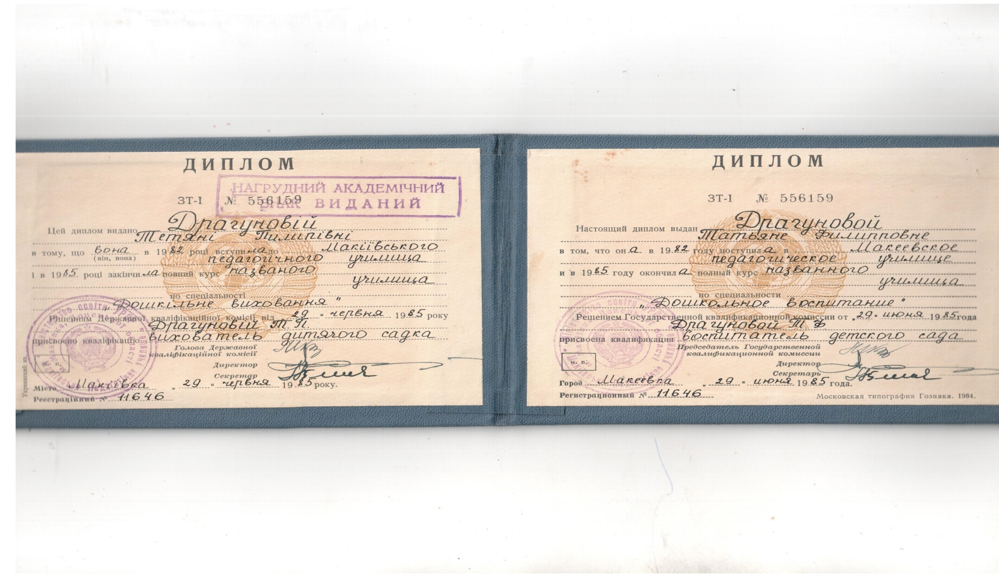 ДИПЛОМ
НАГРУДНИЙ АКАДЕМІЧНИЙ
ЗНАК ВИДАНИЙ
ЗТ-І № 556159
Цей диплом видано Драгуновій
Тетяні Пилипівні
в тому, що вона в 1982 році вступила до Макіївського
(він, вона)
педагогічного училища
і в 1985 році закінчила повний курс названого
училища
по спеціальності
„Дошкільне виховання"
Рішенням Державної кваліфікаційної комісії від „29" червня 1985 року
Драгуновій Т. П.
присвоєно кваліфікацію вихователь дитячого садка
Голова Державної
кваліфікаційної комісії
Директор
Секретар
м. п.
Місто Макіївка „29" червня 1985 року.
Реєстраційний № 11646
Украинский яз.
ДИПЛОМ
ЗТ-І № 556159
Настоящий диплом выдан Драгуновой
Татьяне Филипповне
в том, что она в 1982 году поступила в Макеевское
педагогическое училище
и в 1985 году окончила полный курс названного
училища
по специальности
„Дошкольное воспитание"
Решением Государственной квалификационной комиссии от „29" июня 1985 года
Драгуновой Т. Ф
присвоена квалификация воспитатель детского сада
Председатель Государственной
квалификационной комиссии
Директор
Секретарь
м. п.
Город Макеевка „29" июня 1985 года.
Регистрационный № 11646
Московская типография Гознака. 1984.